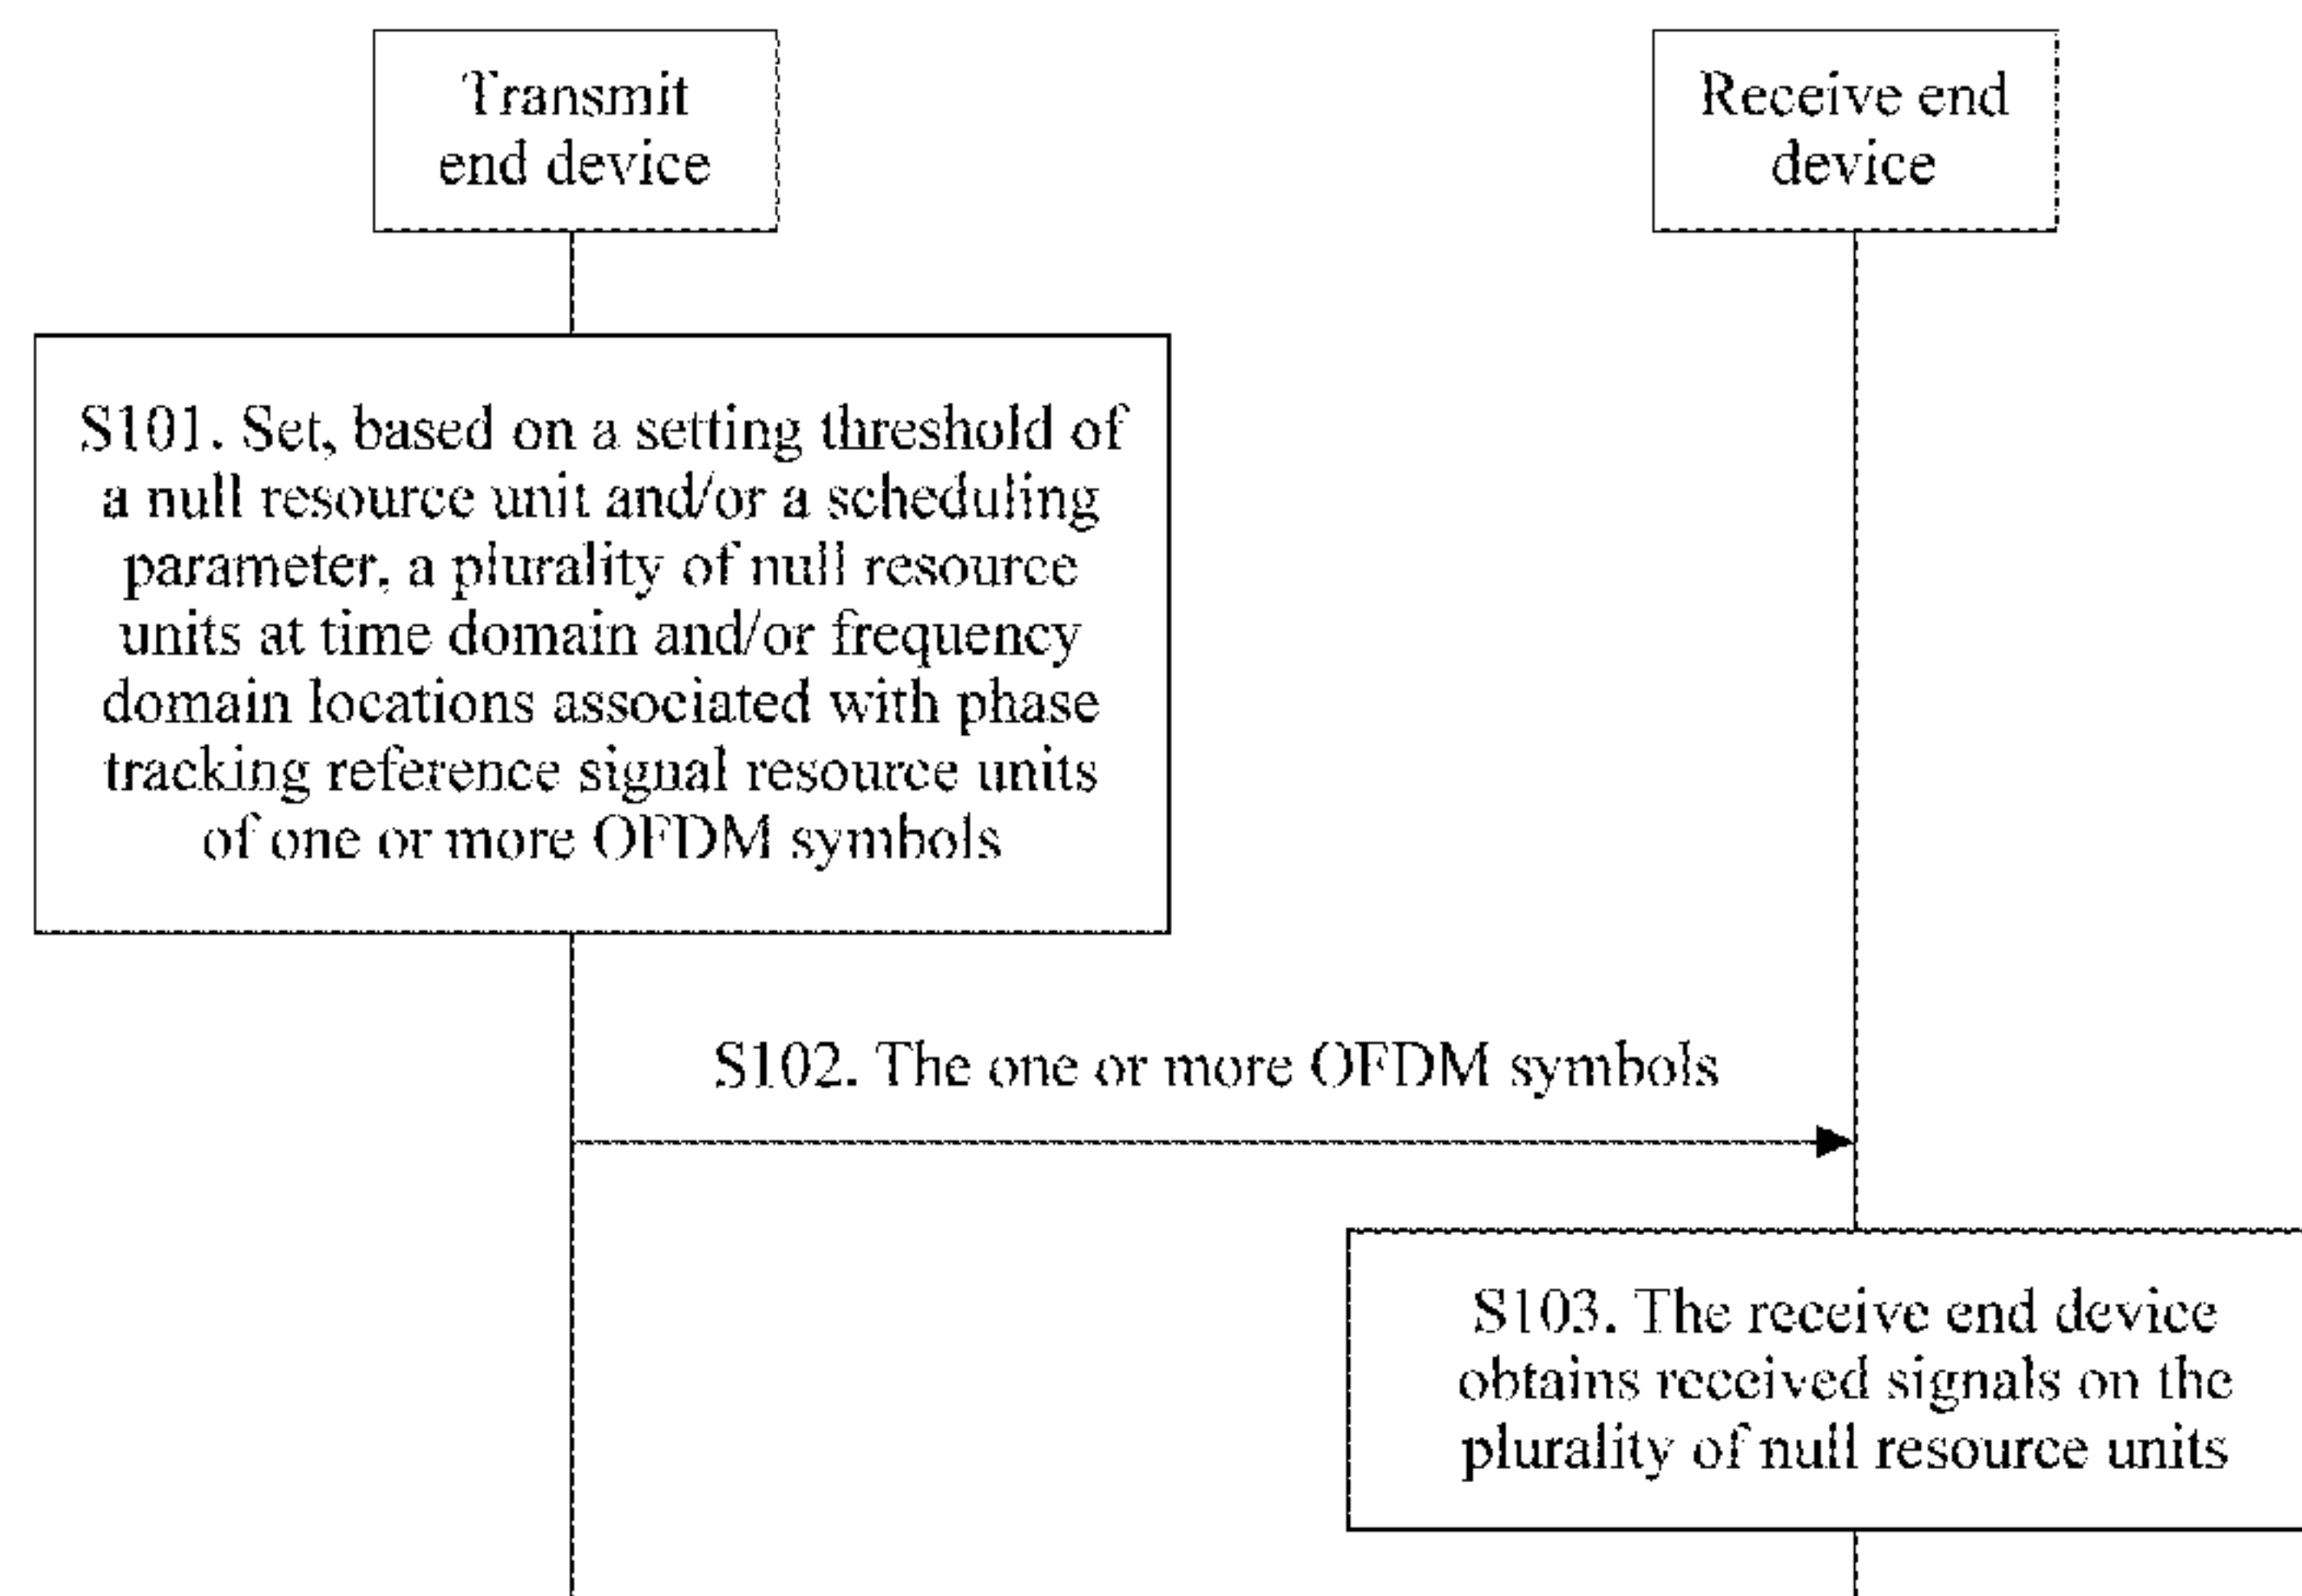 Transmit
end device
Receive end
device
S101. Set, based on a setting threshold of
a null resource unit and/or a scheduling
parameter, a plurality of null resource
units at time domain and/or frequency
domain locations associated with phase
tracking reference signal resource units
of one or more OFDM symbols
S102. The one or more OFDM symbols
S103. The receive end device
obtains received signals on the
plurality of null resource units